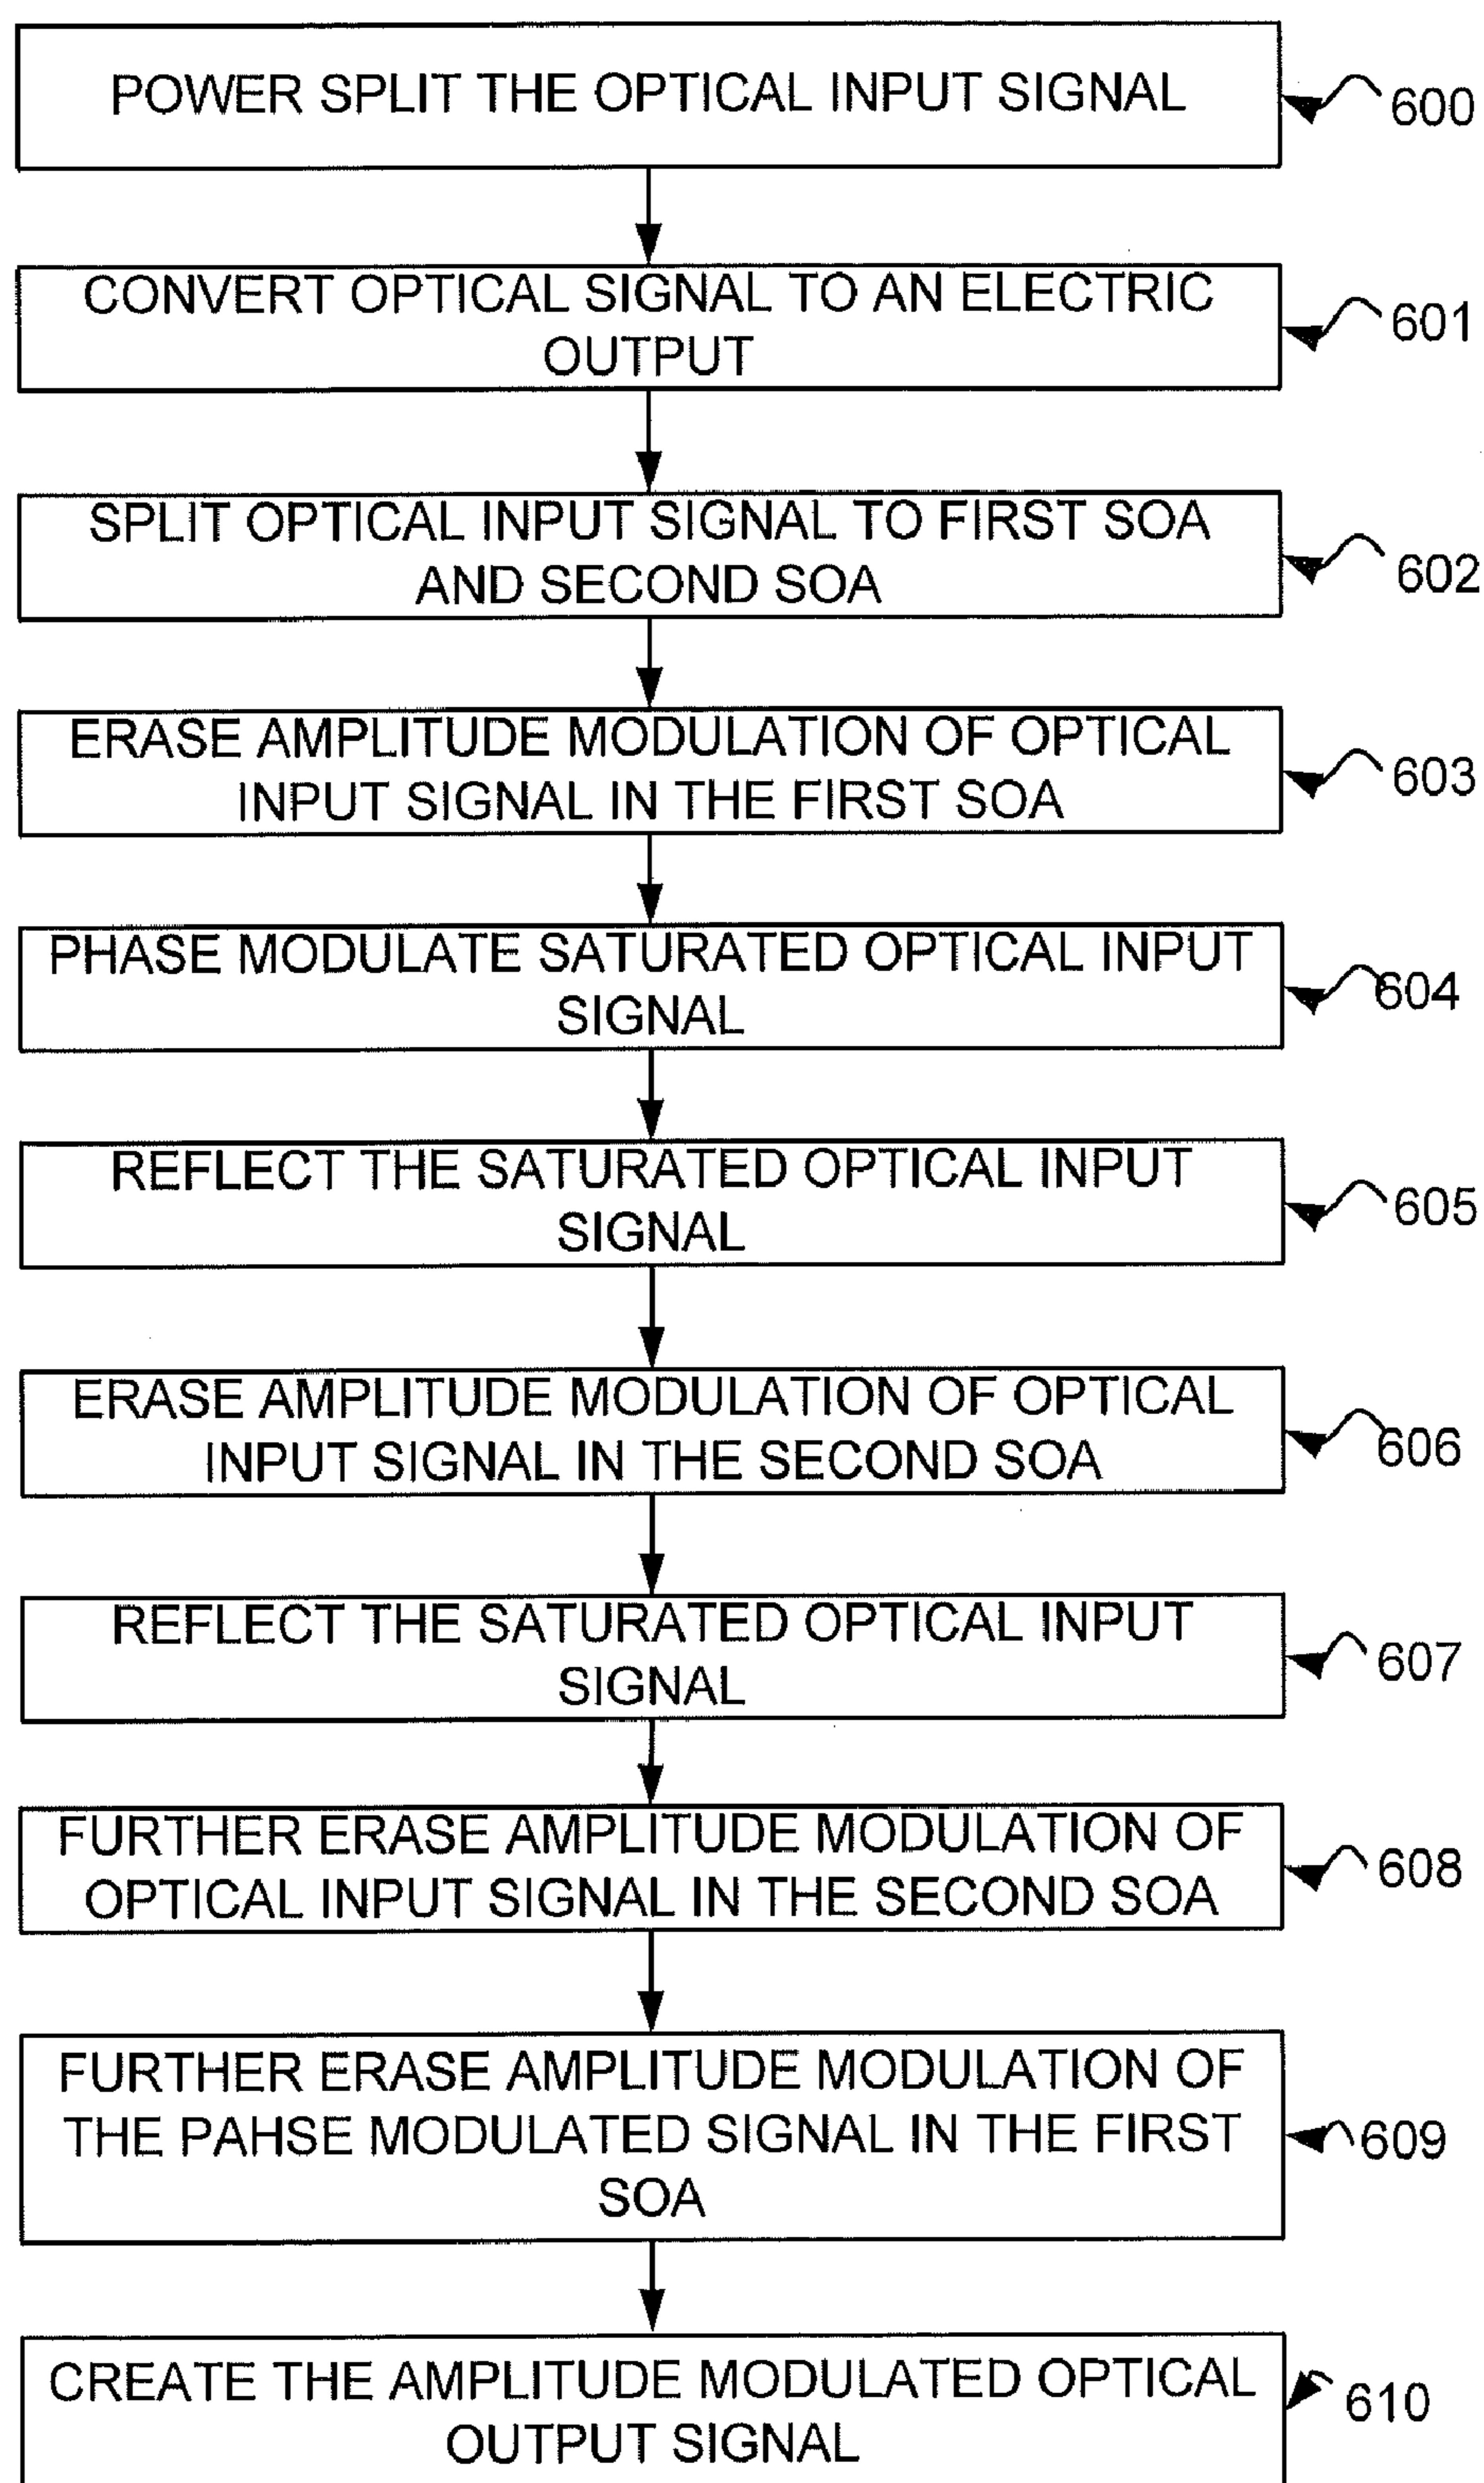 POWER SPLIT THE OPTICAL INPUT SIGNAL
600
CONVERT OPTICAL SIGNAL TO AN ELECTRIC
OUTPUT
601
SPLIT OPTICAL INPUT SIGNAL TO FIRST SOA
AND SECOND SOA
602
ERASE AMPLITUDE MODULATION OF OPTICAL
INPUT SIGNAL IN THE FIRST SOA
603
PHASE MODULATE SATURATED OPTICAL INPUT
SIGNAL
604
REFLECT THE SATURATED OPTICAL INPUT
SIGNAL
605
ERASE AMPLITUDE MODULATION OF OPTICAL
INPUT SIGNAL IN THE SECOND SOA
606
REFLECT THE SATURATED OPTICAL INPUT
SIGNAL
607
FURTHER ERASE AMPLITUDE MODULATION OF
OPTICAL INPUT SIGNAL IN THE SECOND SOA
608
FURTHER ERASE AMPLITUDE MODULATION OF
THE PAHSE MODULATED SIGNAL IN THE FIRST
SOA
609
CREATE THE AMPLITUDE MODULATED OPTICAL
OUTPUT SIGNAL
610